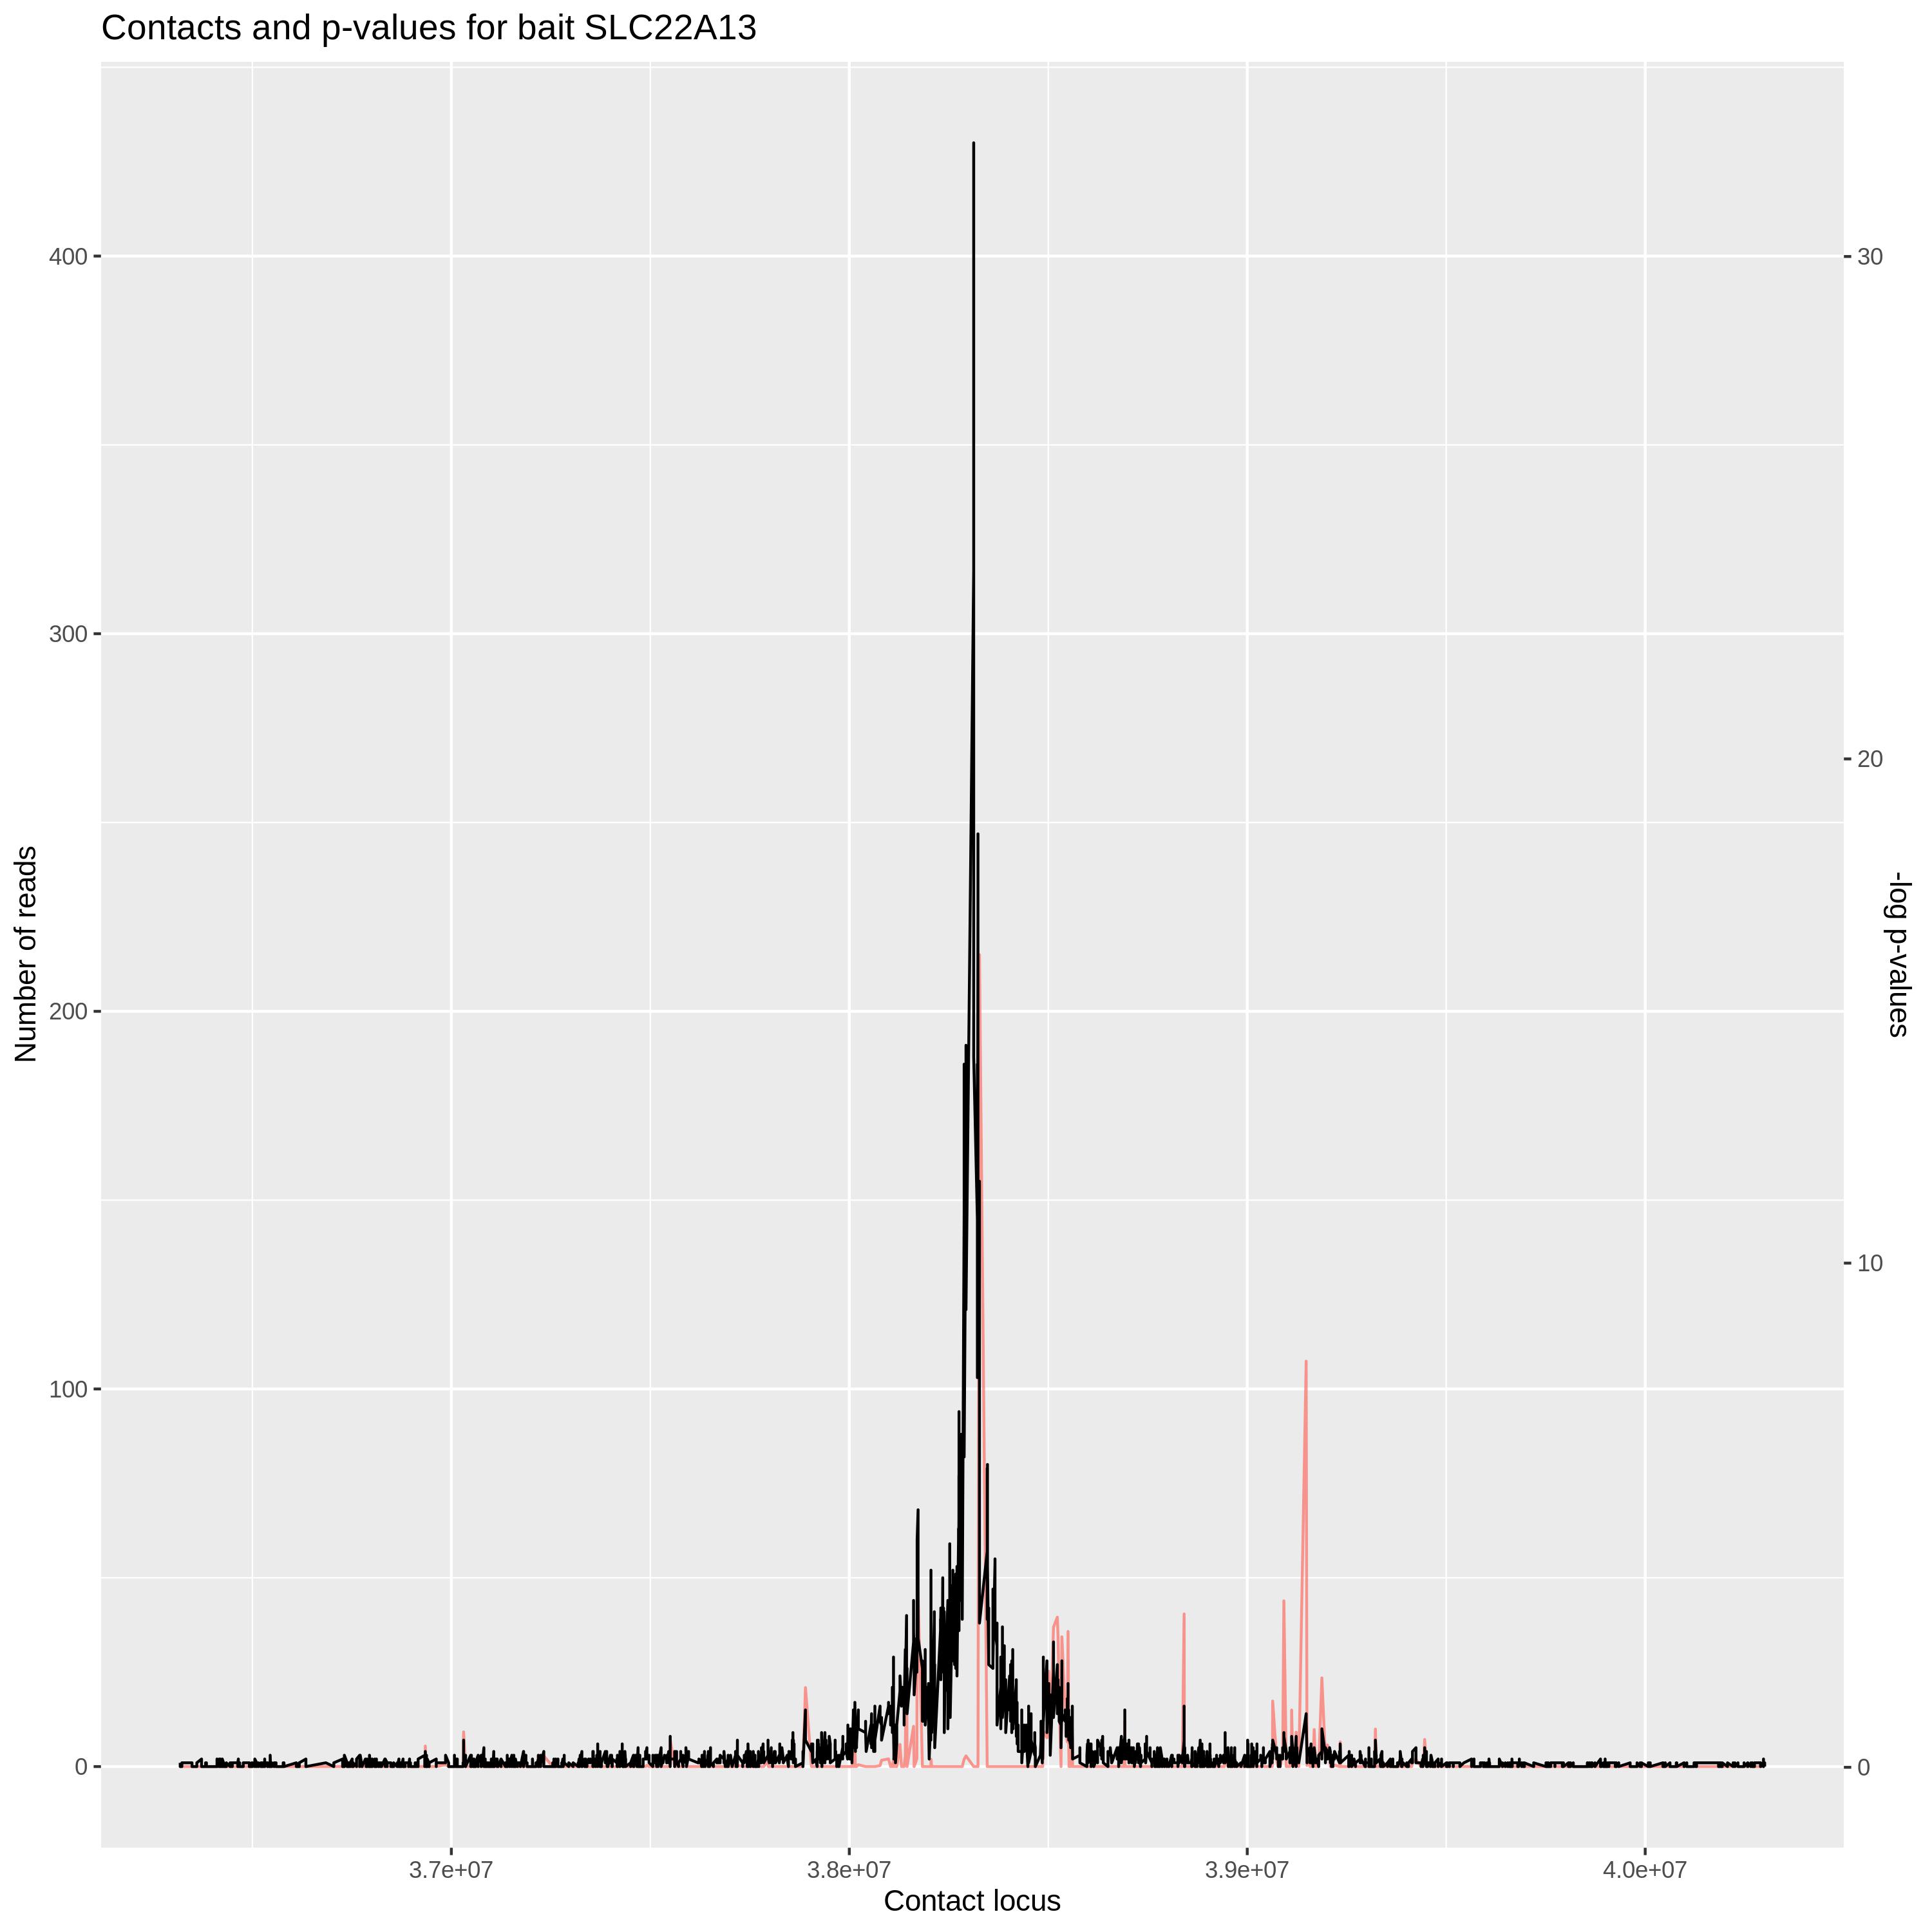 Contacts and p-values for bait SLC22A13
400
300
200
100
0
30
20
10
0
Number of reads
-log p-values
3.7e+07
3.8e+07
3.9e+07
4.0e+07
Contact locus